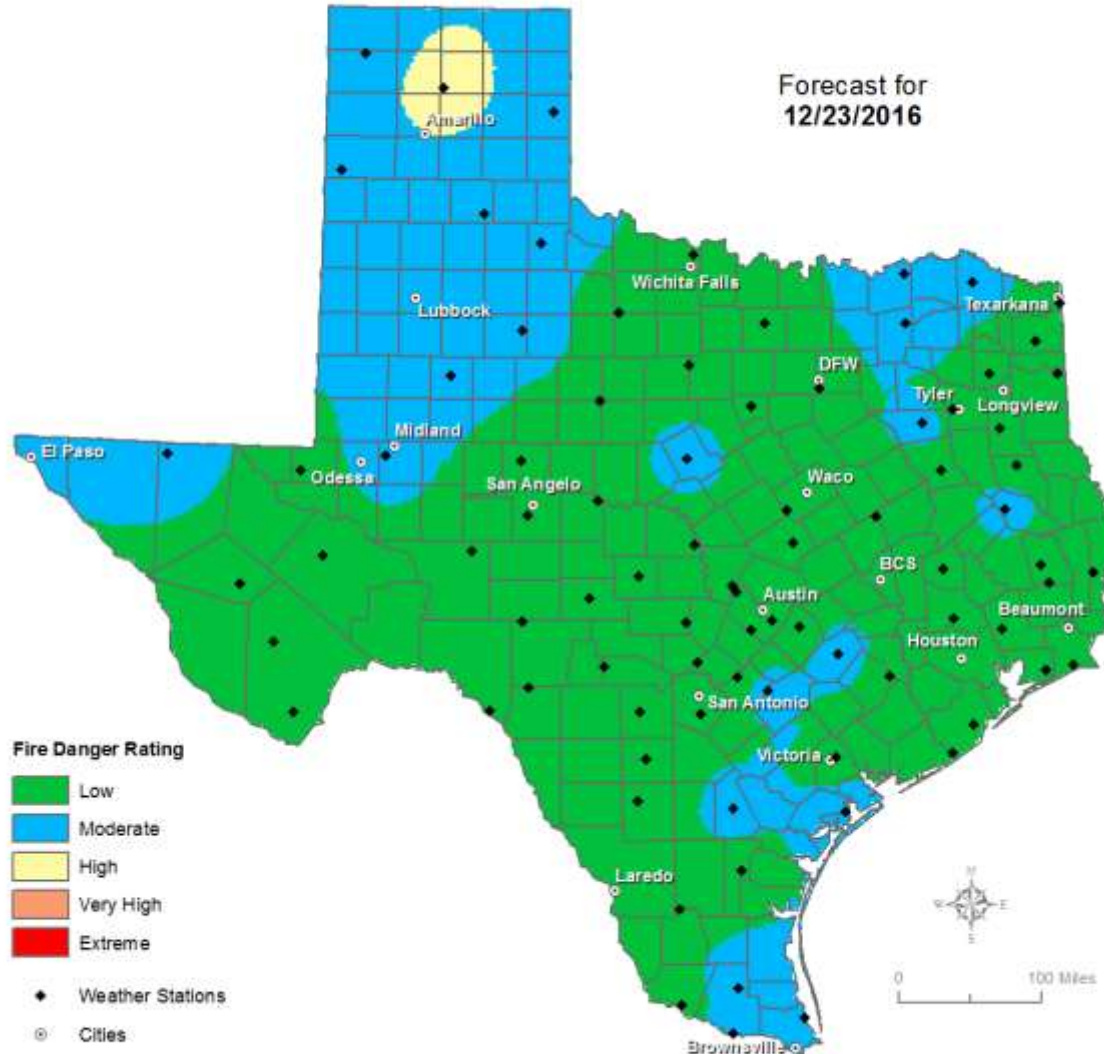 Forecast for
12/23/2016
Amarillo
Wichita Falls
Lubbock
Texarkana
DFW
Tyler
Longview
El Paso
Midland
Odessa
San Angelo
Waco
BCS
Austin
Beaumont
Houston
San Antonio
Victoria
Laredo
Brownsville
Fire Danger Rating
Low
Moderate
High
Very High
Extreme
Weather Stations
Cities
N
W E
S
0 100 Miles